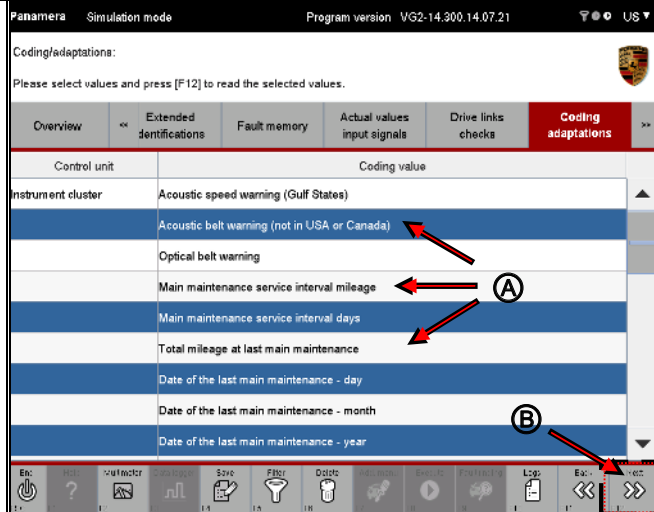 Panamera Simulation mode Program version VG2-14.300.14.07.21 US
Coding/adaptations:
Please select values and press [F12] to read the selected values.
Overview << Extended dentifications Fault memory Actual values input signals Drive links checks Coding adaptations >>
Control unit Coding value
Instrument cluster Acoustic speed warning (Gulf States)
Acoustic belt warning (not in USA or Canada)
Optical belt warning
Main maintenance service interval mileage
A
Main maintenance service interval days
Total mileage at last main maintenance
Date of the last main maintenance - day
Date of the last main maintenance - month
B
Date of the last main maintenance - year
End Help Multimeter Data logger Save Filter Delete Execute Logs Back Next